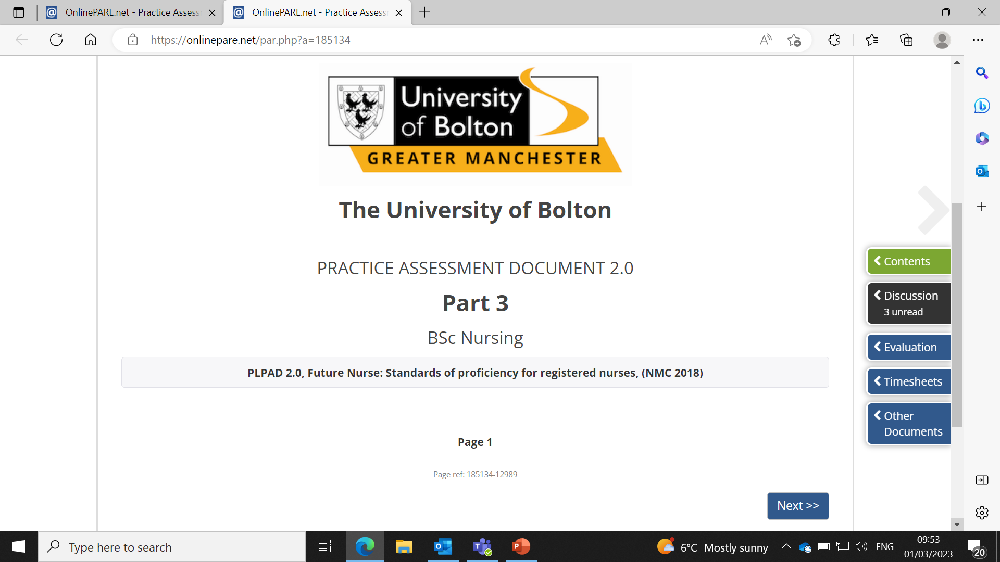 OnlinePARE.net - Practice Assess
OnlinePARE.net - Practice Assess
https://onlinepare.net/par.php?a=185134
University
of Bolton
GREATER MANCHESTER
The University of Bolton
PRACTICE ASSESSMENT DOCUMENT 2.0
Part 3
BSc Nursing
PLPAD 2.0, Future Nurse: Standards of proficiency for registered nurses, (NMC 2018)
Page 1
Page ref: 185134-12989
Next >>
Contents
Discussion
3 unread
Evaluation
Timesheets
Other
Documents
Type here to search
6°C Mostly sunny
ENG
09:53
01/03/2023
20